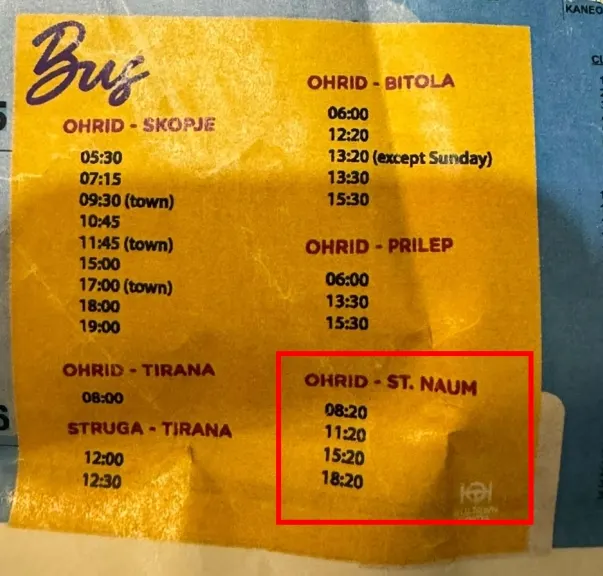 Bus
OHRID - SKOPJE
05:30
07:15
09:30 (town)
10:45
11:45 (town)
15:00
17:00 (town)
18:00
19:00
OHRID - TIRANA
08:00
STRUGA - TIRANA
12:00
12:30
OHRID - BITOLA
06:00
12:20
13:20 (except Sunday)
13:30
15:30
OHRID - PRILEP
06:00
13:30
15:30
OHRID - ST. NAUM
08:20
11:20
15:20
18:20
KANEO